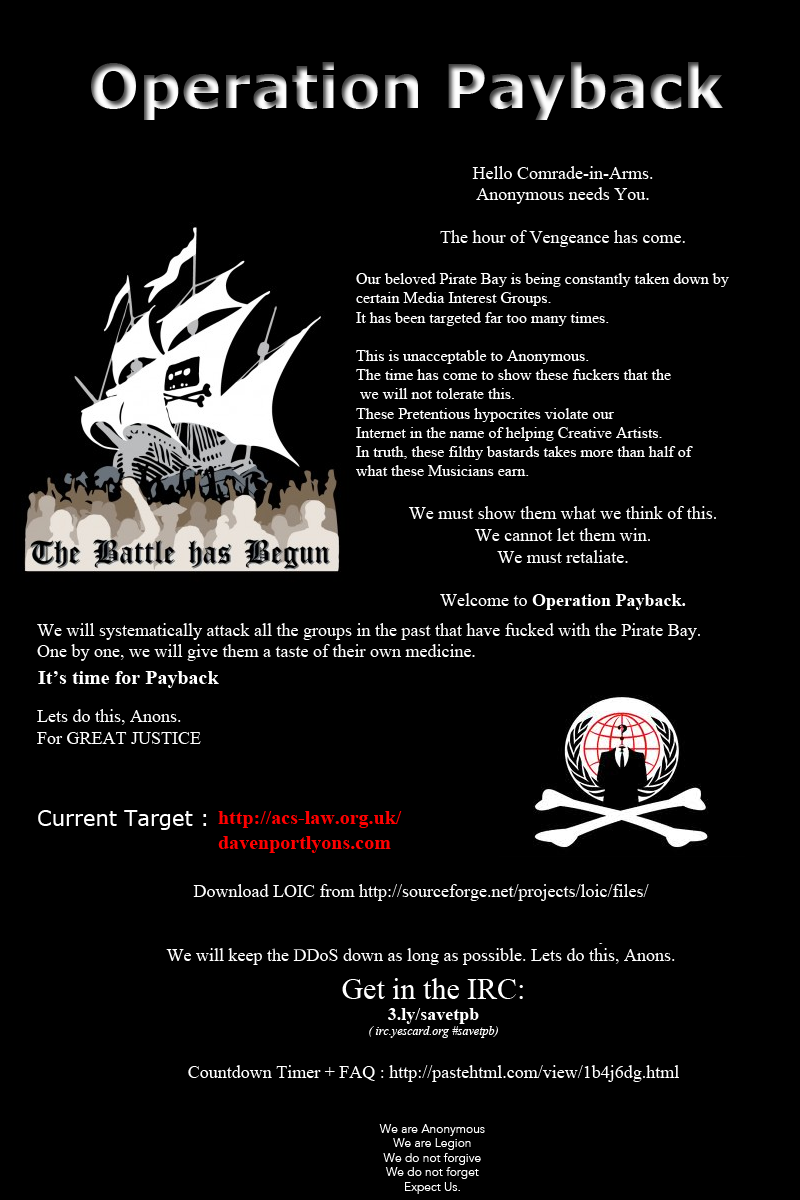 Operation Payback
Hello Comrade-in-Arms.
Anonymous needs You.
The hour of Vengeance has come.
Our beloved Pirate Bay is being constantly taken down by
certain Media Interest Groups.
It has been targeted far too many times.
This is unacceptable to Anonymous.
The time has come to show these fuckers that the
we will not tolerate this.
These Pretentious hypocrites violate our
Internet in the name of helping Creative Artists.
In truth, these filthy bastards takes more than half of
what these Musicians earn.
We must show them what we think of this.
We cannot let them win.
We must retaliate.
The Battle has Begun
Welcome to Operation Payback.
We will systematically attack all the groups in the past that have fucked with the Pirate Bay.
One by one, we will give them a taste of their own medicine.
It's time for Payback
Lets do this, Anons.
For GREAT JUSTICE
?
Current Target : http://acs-law.org.uk/
davenportlyons.com
Download LOIC from http://sourceforge.net/projects/loic/files/
We will keep the DDoS down as long as possible. Lets do this, Anons.
Get in the IRC:
3.ly/savetpb
( irc.yescard.org #savetpb)
Countdown Timer + FAQ : http://pastehtml.com/view/1b4j6dg.html
We are Anonymous
We are Legion
We do not forgive
We do not forget
Expect Us.